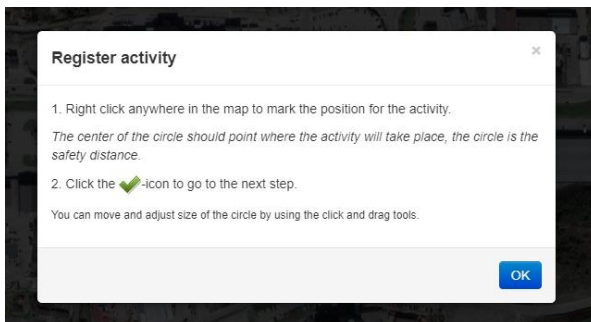 Register activity
×
1. Right click anywhere in the map to mark the position for the activity.
The center of the circle should point where the activity will take place, the circle is the
safety distance.
2. Click the -icon to go to the next step.
You can move and adjust size of the circle by using the click and drag tools.
OK